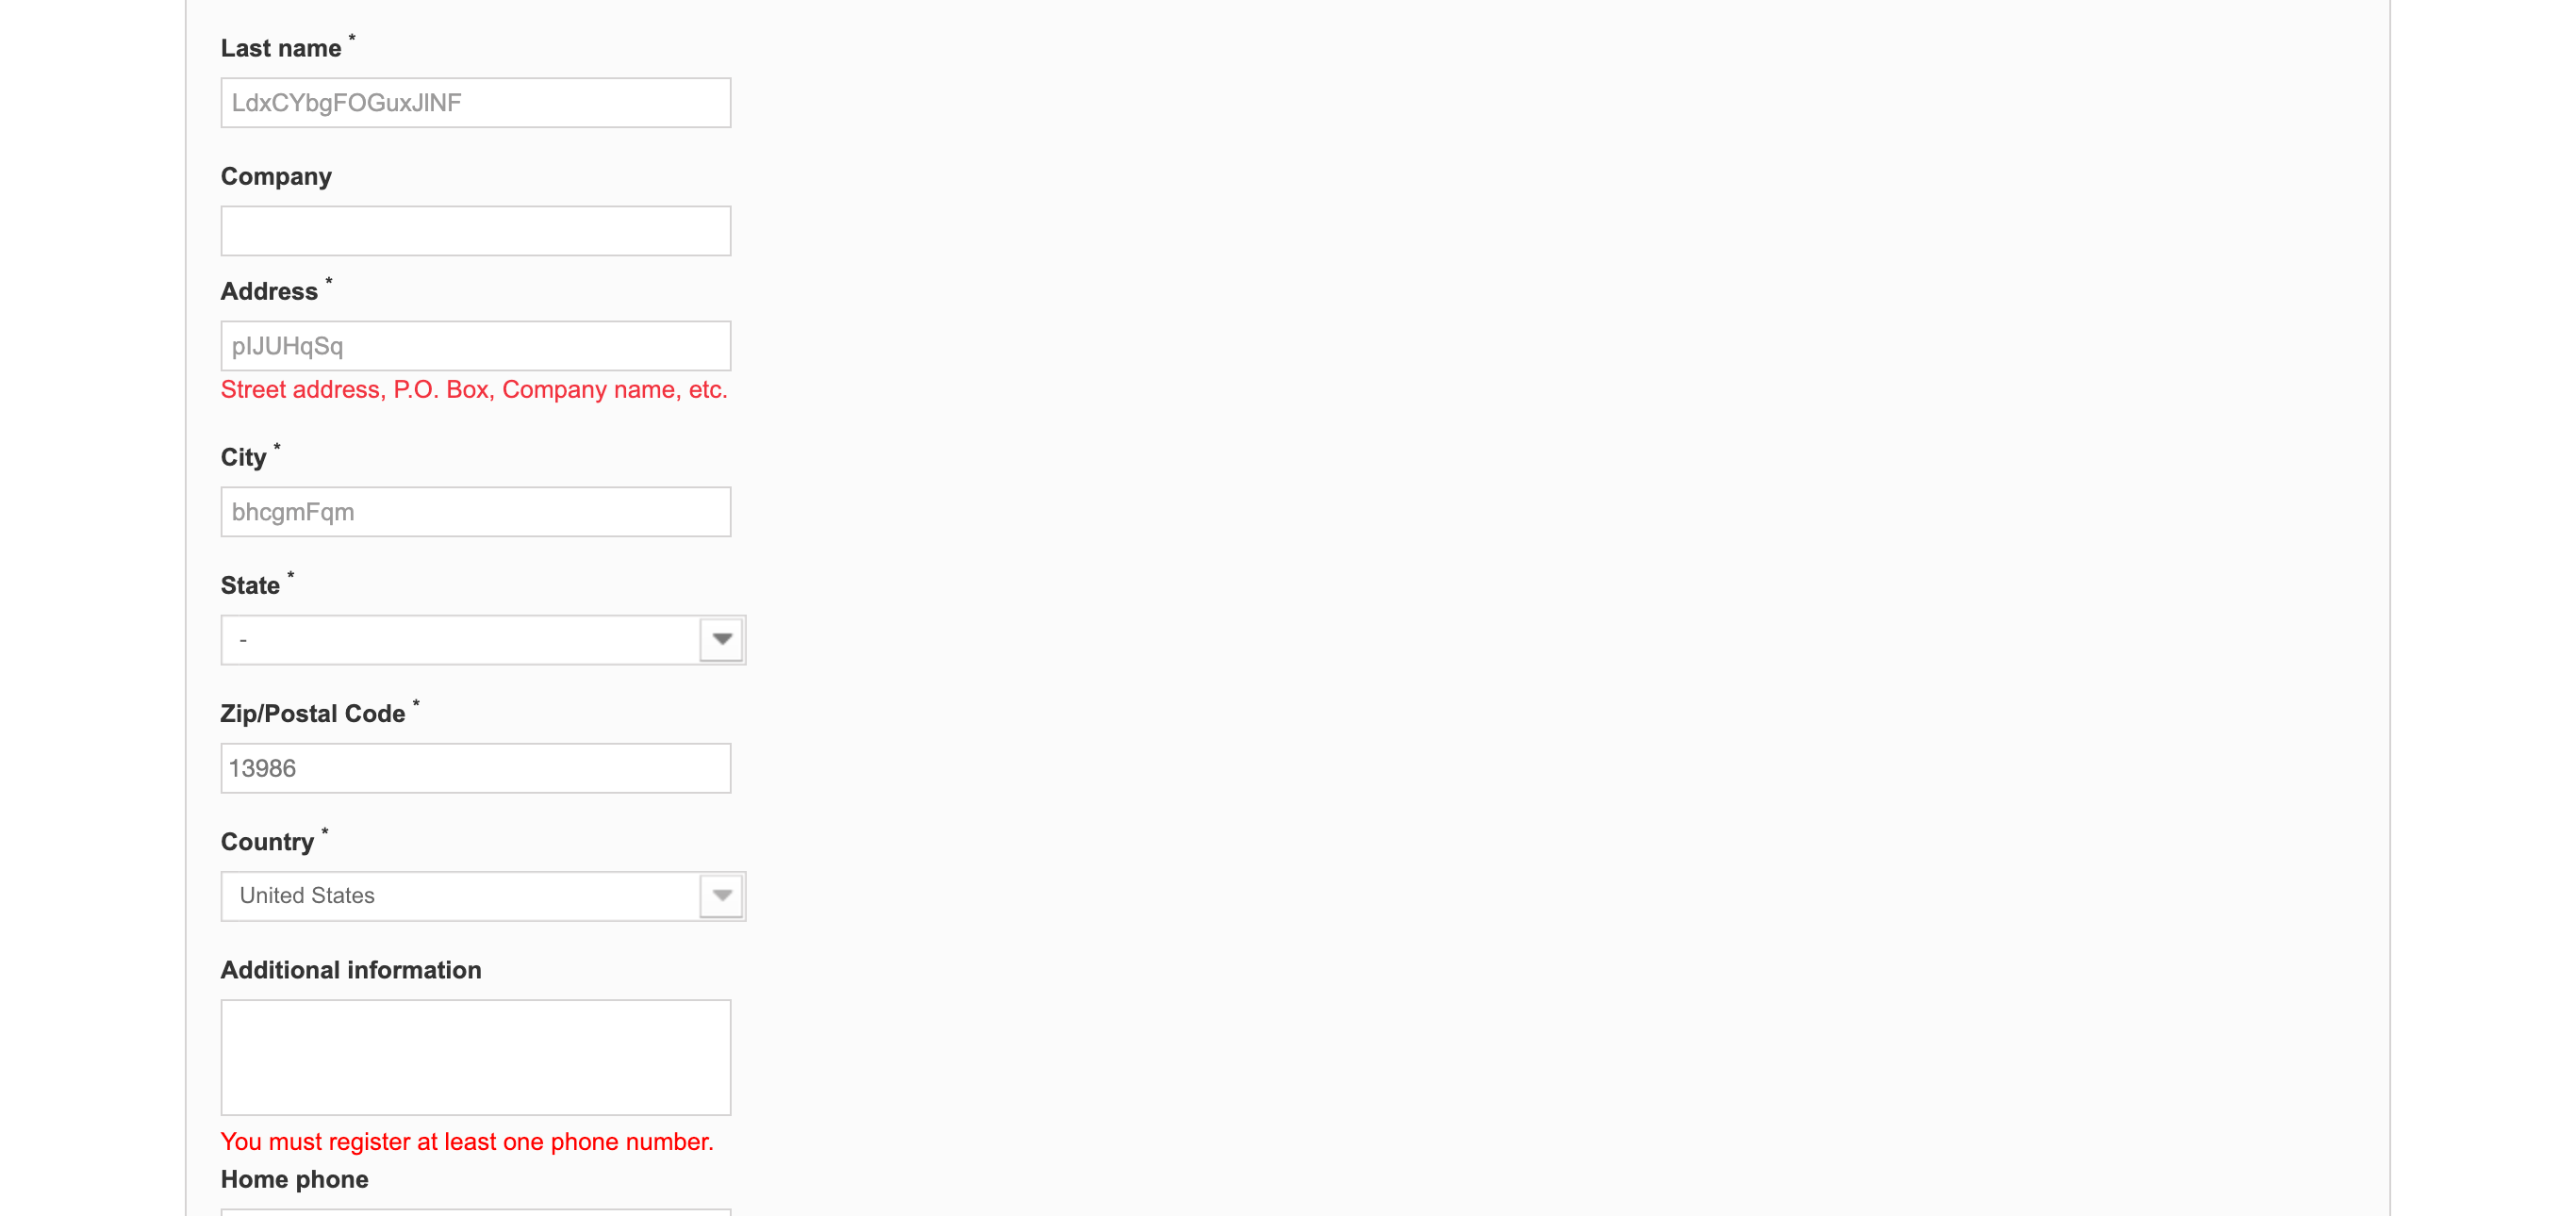 Last name *
LdxCYbgFOGuxJlNF
Company
Address *
pIJUHqSq
Street address, P.O. Box, Company name, etc.
City *
bhcgmFqm
State *
-
Zip/Postal Code *
13986
Country *
United States
Additional information
You must register at least one phone number.
Home phone